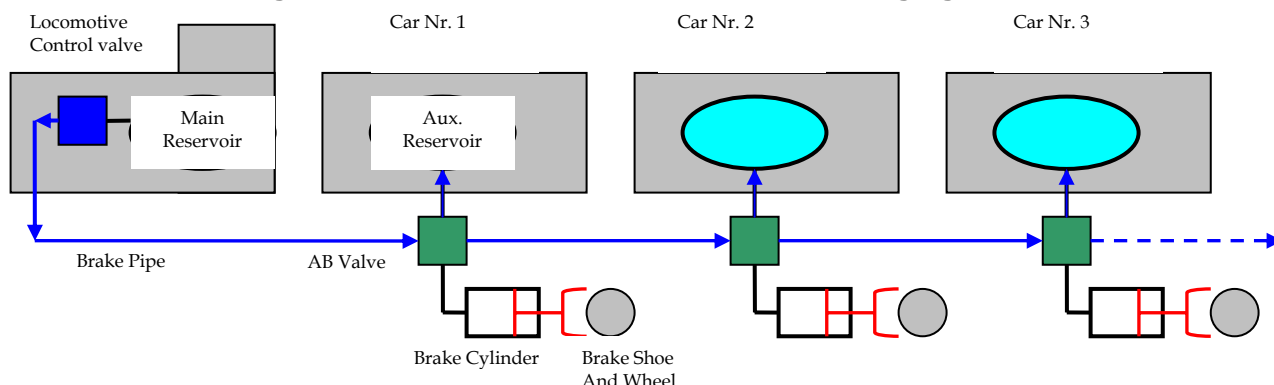 Locomotive
Control valve
Car Nr. 1
Car Nr. 2
Car Nr. 3
Main
Reservoir
Aux.
Reservoir
Brake Pipe
AB Valve
Brake Cylinder
Brake Shoe
And Wheel